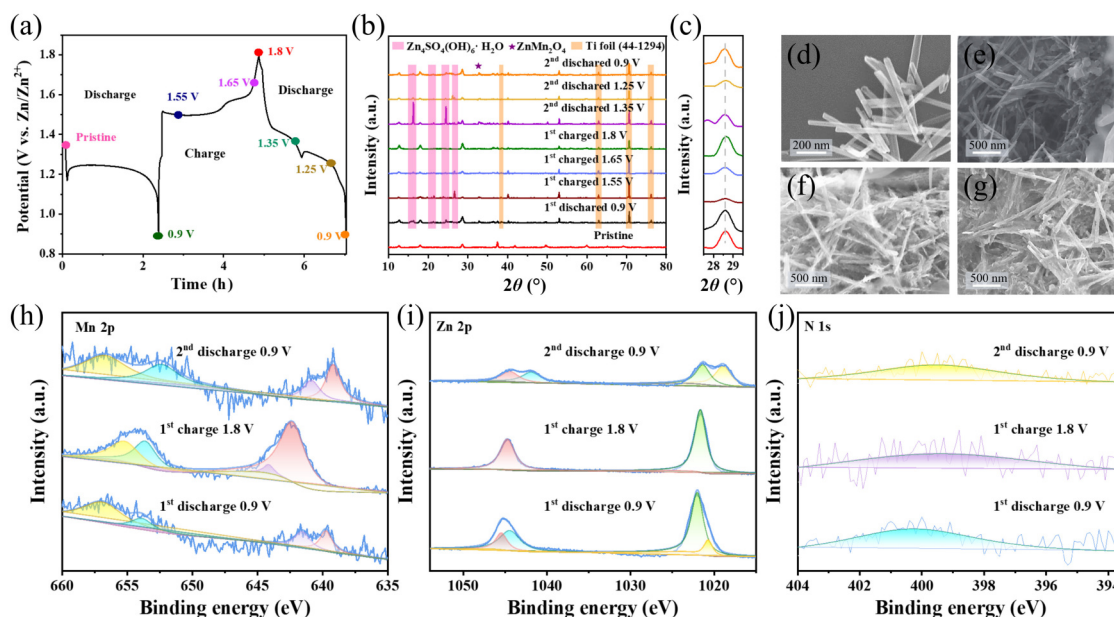 (a)
Potential (V vs. Zn/Zn²⁺)
1.8
1.6
1.4
1.2
1.0
0.8
0
2
4
6
Time (h)
Discharge
Charge
Discharge
Pristine
0.9 V
1.55 V
1.65 V
1.8 V
1.35 V
1.25 V
0.9 V
(b)
Intensity (a.u.)
Zn₄SO₄(OH)₆· H₂O ★ZnMn₂O₄ Ti foil (44-1294)
2ⁿᵈ dischared 0.9 V
2ⁿᵈ dischared 1.25 V
2ⁿᵈ dischared 1.35 V
1ˢᵗ charged 1.8 V
1ˢᵗ charged 1.65 V
1ˢᵗ charged 1.55 V
1ˢᵗ dischared 0.9 V
Pristine
10 20 30 40 50 60 70 80
2θ (°)
(c)
Intensity (a.u.)
28 29
2θ (°)
(d)
200 nm
(e)
500 nm
(f)
500 nm
(g)
500 nm
(h)
Mn 2p
Intensity (a.u.)
2ⁿᵈ discharge 0.9 V
1ˢᵗ charge 1.8 V
1ˢᵗ discharge 0.9 V
660 655 650 645 640 635
Binding energy (eV)
(i)
Zn 2p
Intensity (a.u.)
2ⁿᵈ discharge 0.9 V
1ˢᵗ charge 1.8 V
1ˢᵗ discharge 0.9 V
1050 1040 1030 1020
Binding energy (eV)
(j)
N 1s
Intensity (a.u.)
2ⁿᵈ discharge 0.9 V
1ˢᵗ charge 1.8 V
1ˢᵗ discharge 0.9 V
404 402 400 398 396 394
Binding energy (eV)